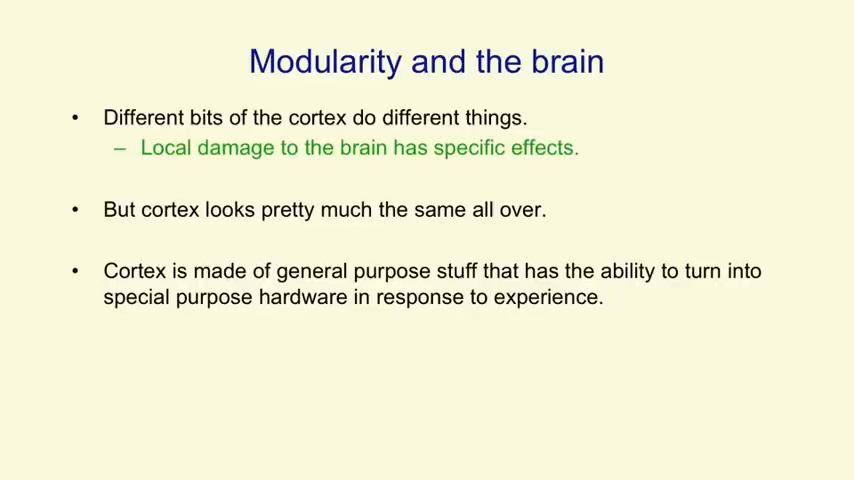 Modularity and the brain
• Different bits of the cortex do different things.
– Local damage to the brain has specific effects.
• But cortex looks pretty much the same all over.
• Cortex is made of general purpose stuff that has the ability to turn into
special purpose hardware in response to experience.